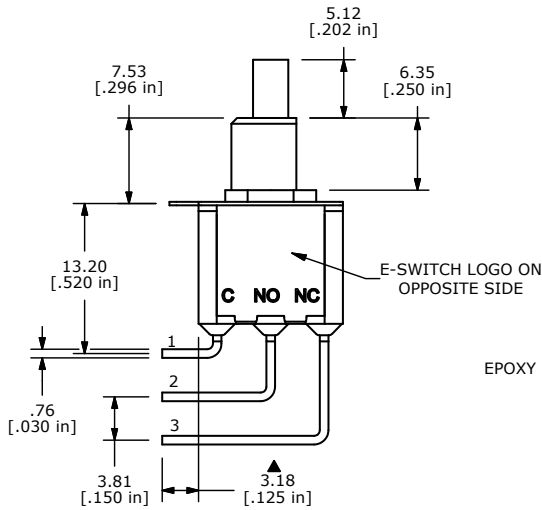 5.12
[.202 in]
7.53
[.296 in]
6.35
[.250 in]
13.20
[.520 in]
E-SWITCH LOGO ON
OPPOSITE SIDE
C NO NC
1
EPOXY
.76
[.030 in]
2
3
3.81
[.150 in]
3.18
[.125 in]